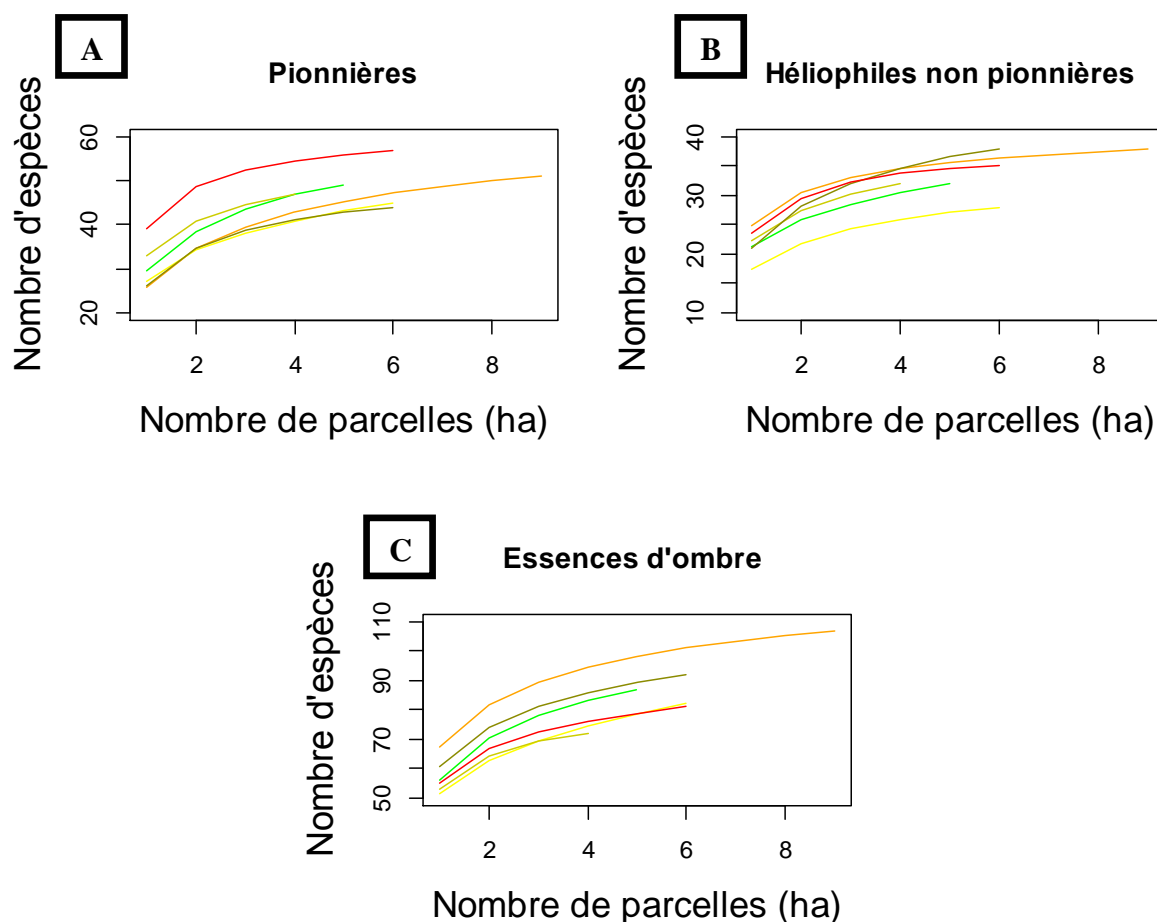 A
Pionnières
Nombre d'espèces
60
40
20
2 4 6 8
Nombre de parcelles (ha)
B
Héliophiles non pionnières
Nombre d'espèces
40
30
20
10
2 4 6 8
Nombre de parcelles (ha)
C
Essences d'ombre
Nombre d'espèces
110
90
70
50
2 4 6 8
Nombre de parcelles (ha)